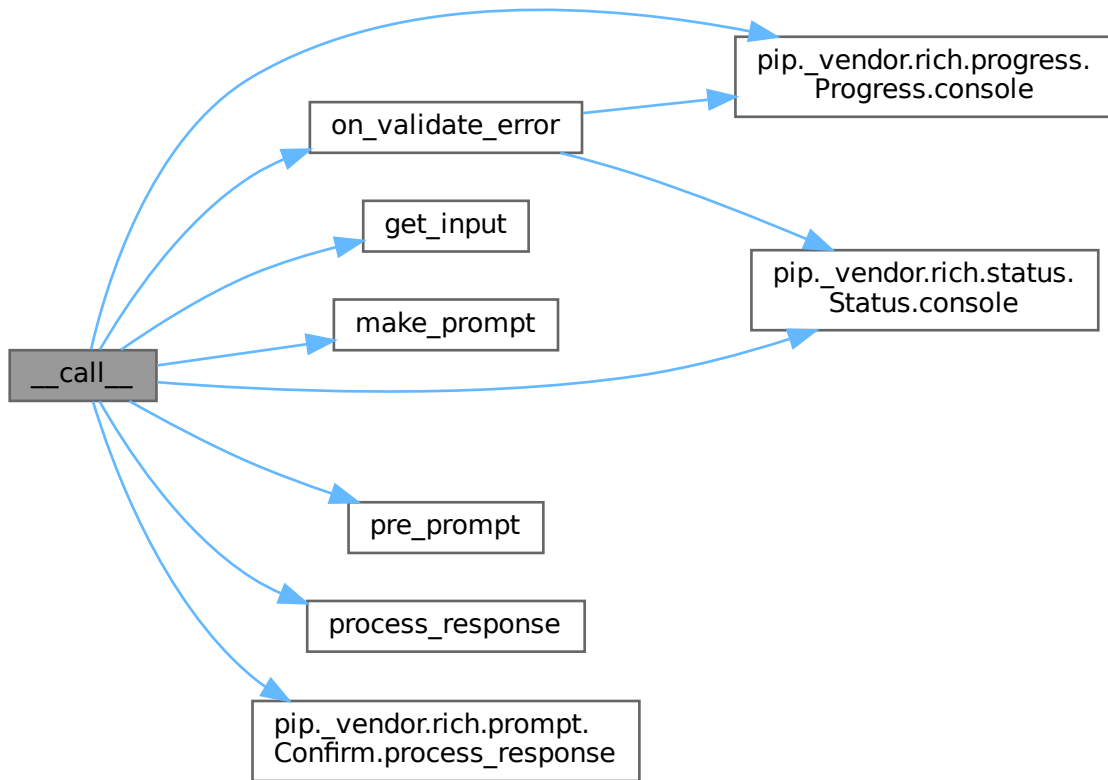 pip._vendor.rich.progress.
Progress.console
on_validate_error
get_input
pip._vendor.rich.status.
Status.console
make_prompt
__call__
pre_prompt
process_response
pip._vendor.rich.prompt.
Confirm.process_response